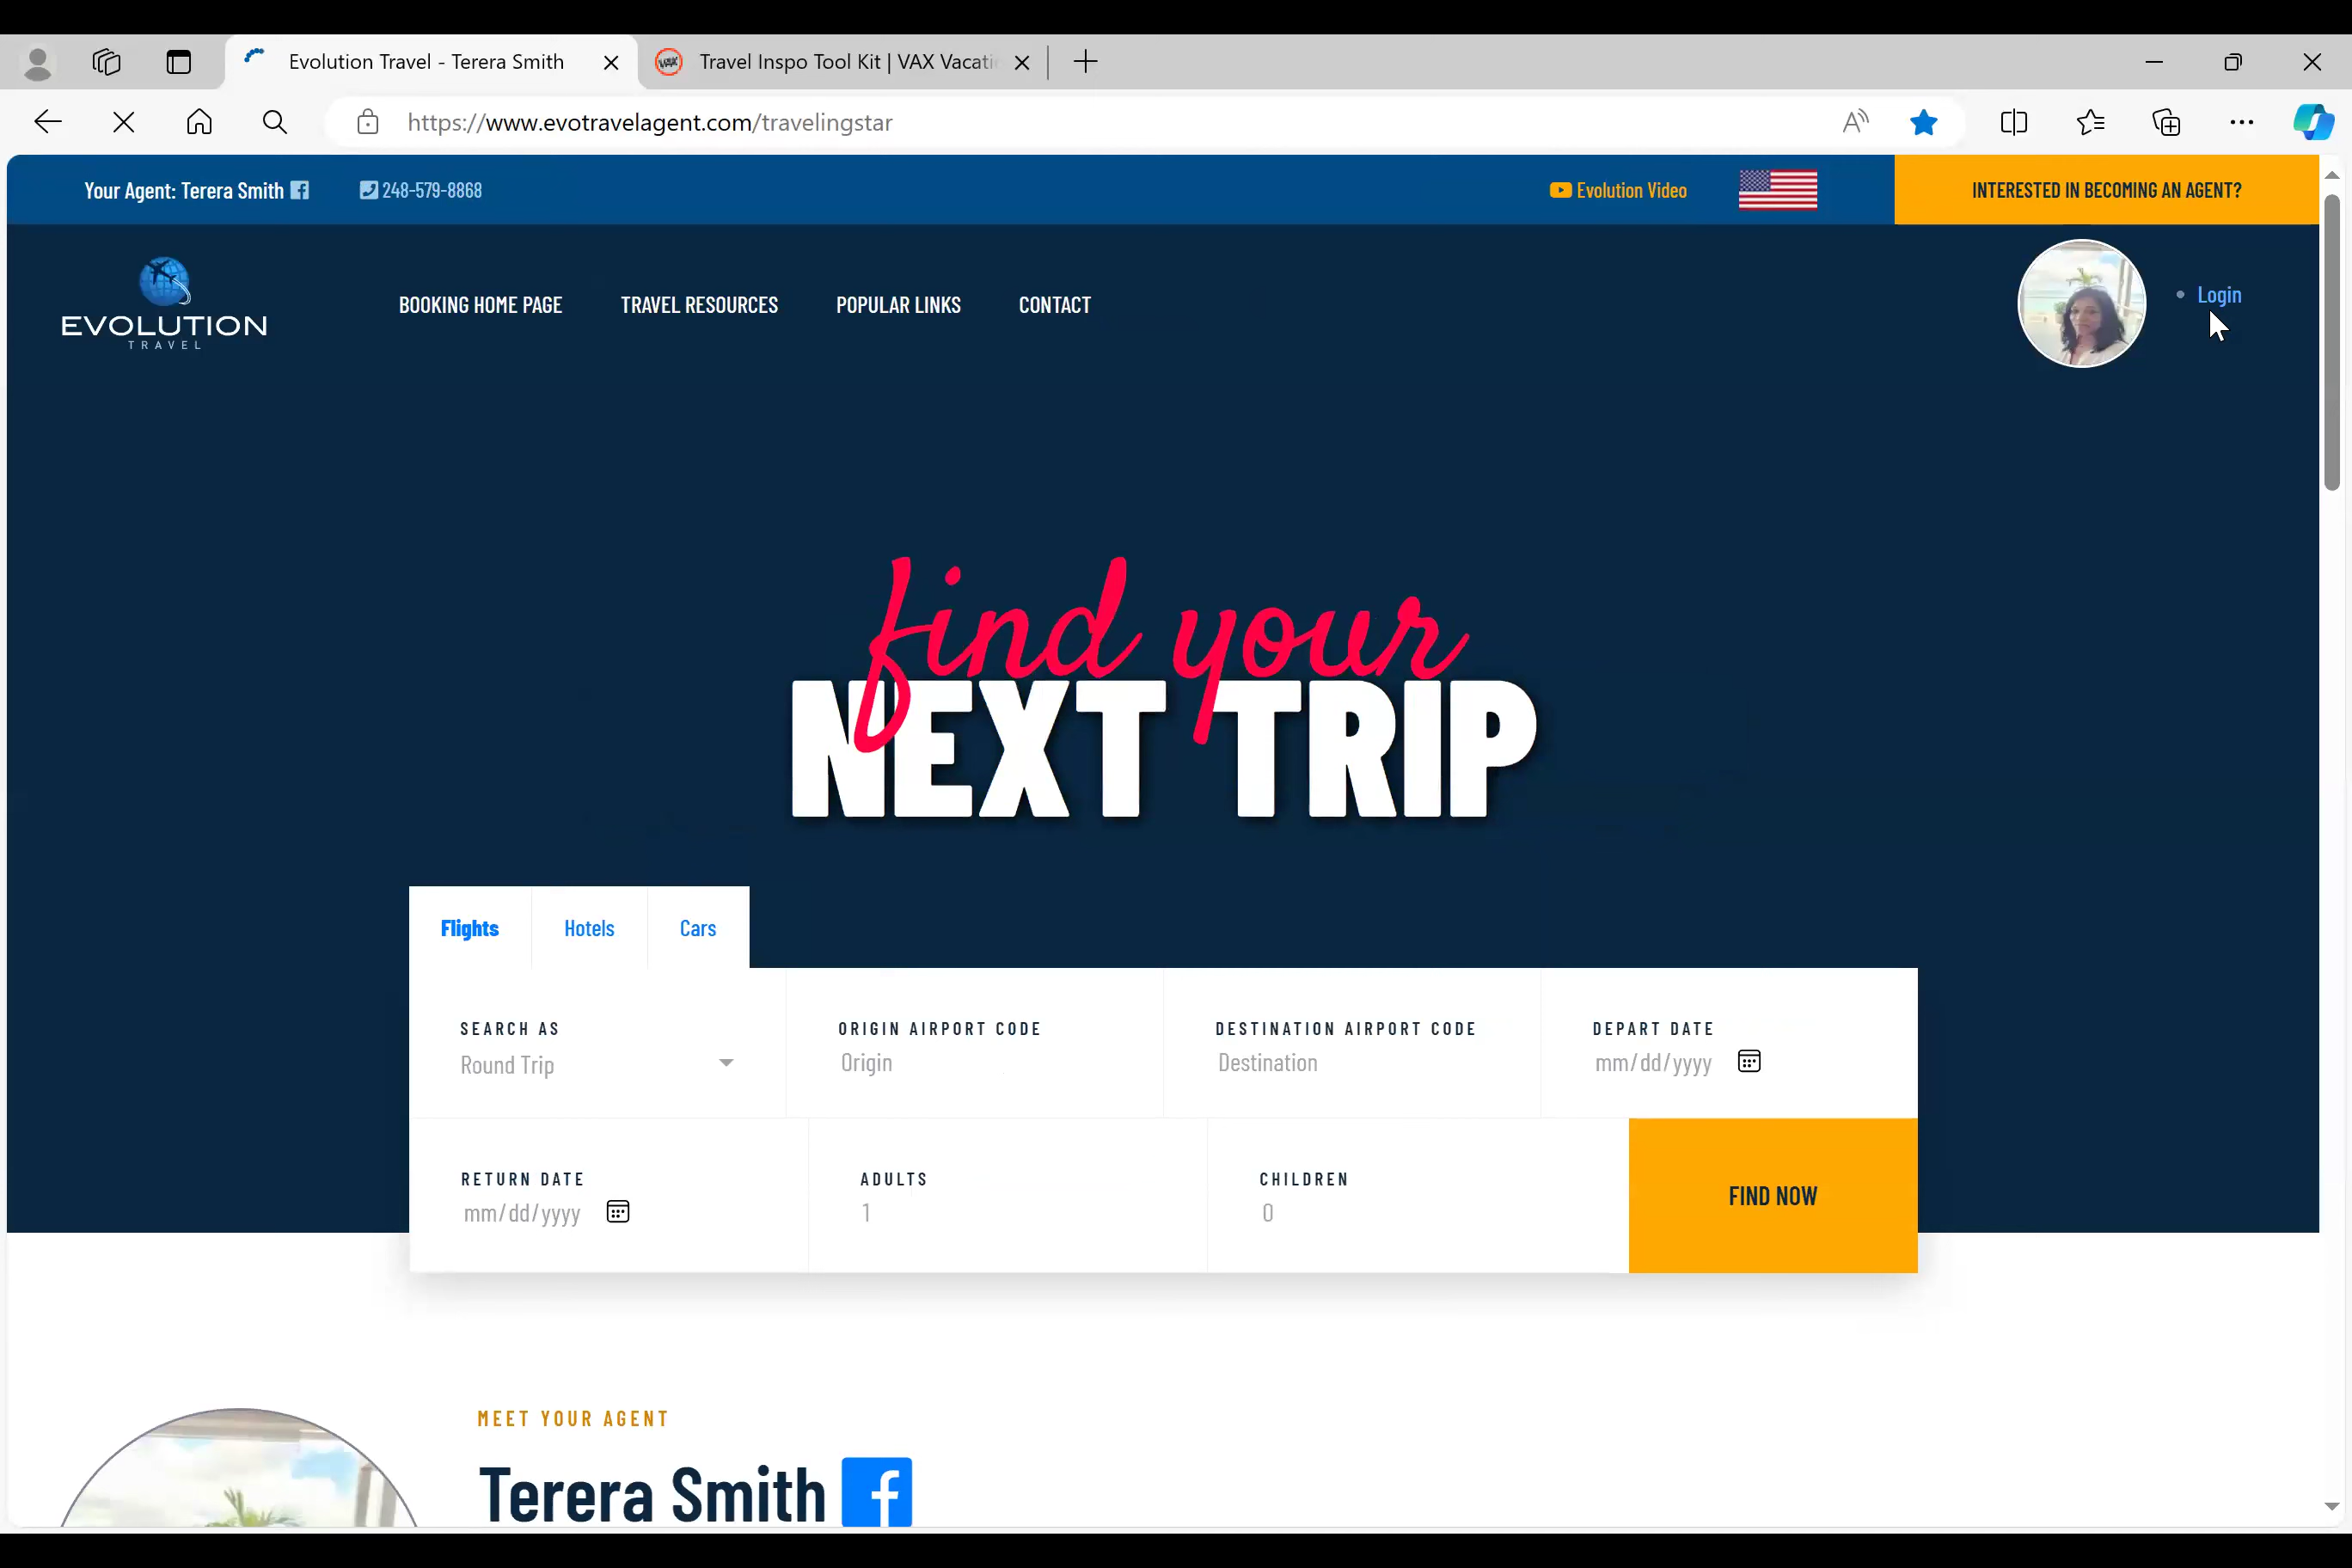 Evolution Travel - Terera Smith
Travel Inspo Tool Kit | VAX Vacati
https://www.evotravelagent.com/travelingstar
Your Agent: Terera Smith
248-579-8868
Evolution Video
INTERESTED IN BECOMING AN AGENT?
EVOLUTION
TRAVEL
BOOKING HOME PAGE
TRAVEL RESOURCES
POPULAR LINKS
CONTACT
Login
find your
NEXT TRIP
Flights
Hotels
Cars
SEARCH AS
Round Trip
ORIGIN AIRPORT CODE
Origin
DESTINATION AIRPORT CODE
Destination
DEPART DATE
mm/dd/yyyy
RETURN DATE
mm/dd/yyyy
ADULTS
1
CHILDREN
0
FIND NOW
MEET YOUR AGENT
Terera Smith